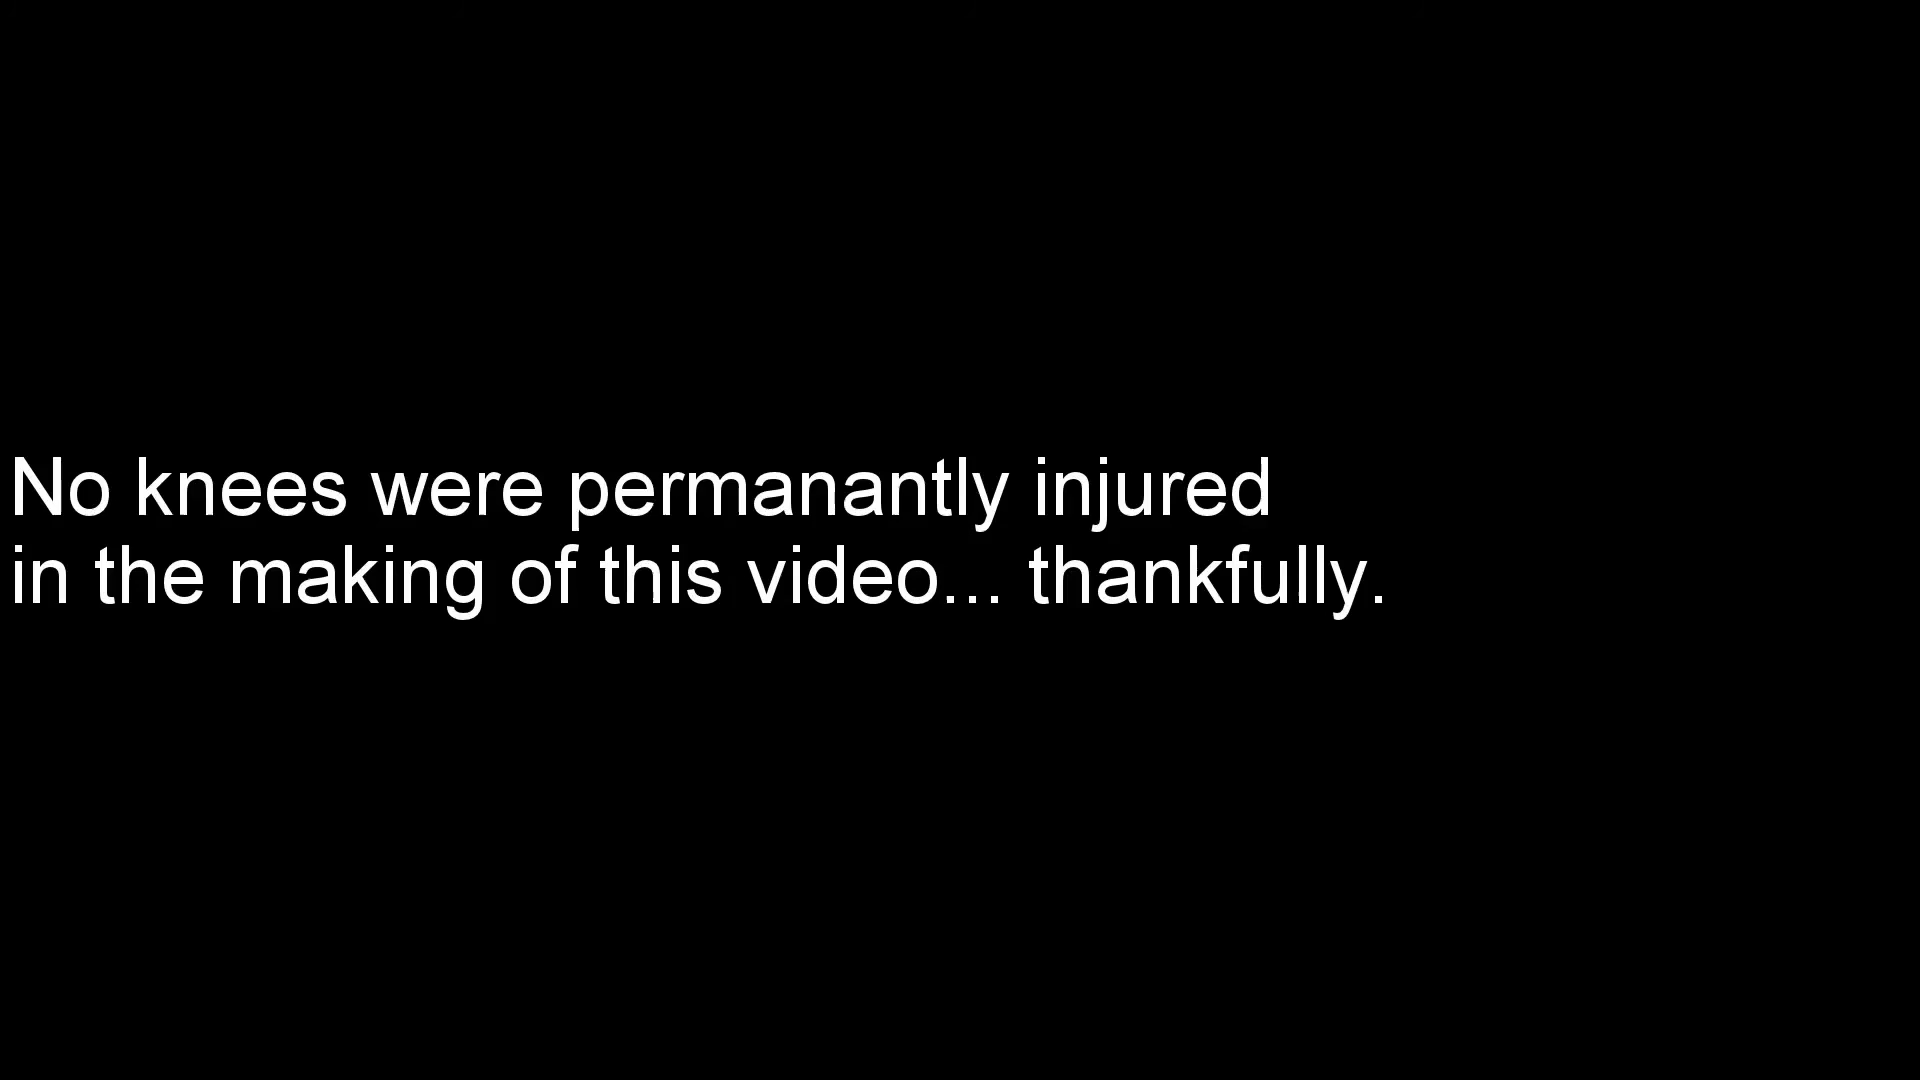 No knees were permanantly injured
in the making of this video... thankfully.